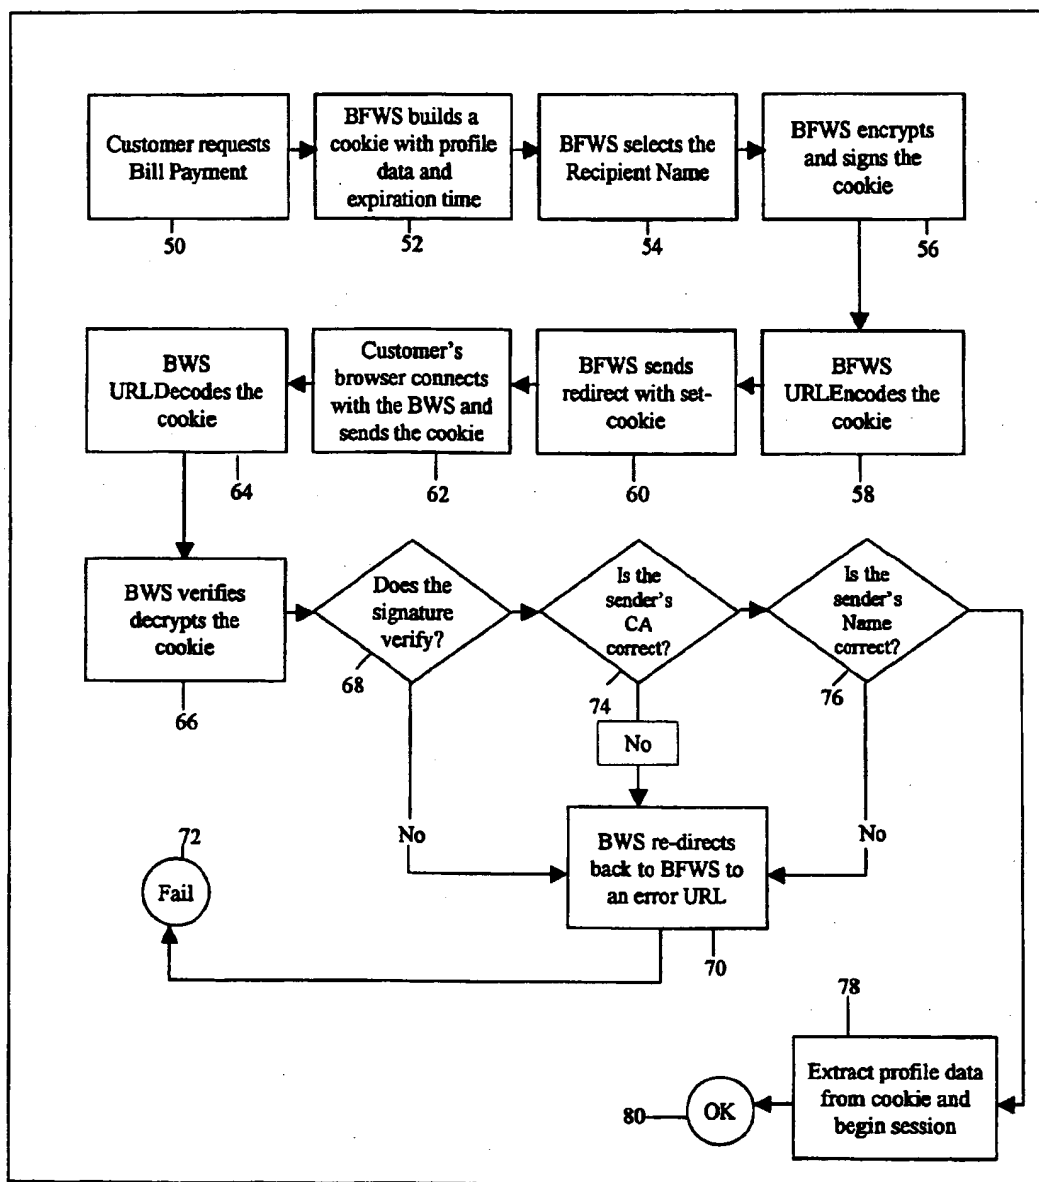 Customer requests
Bill Payment
50
BFWS builds a
cookie with profile
data and
expiration time
52
BFWS selects the
Recipient Name
54
BFWS encrypts
and signs the
cookie
56
BFWS
URLEncodes the
cookie
58
BFWS sends
redirect with set-
cookie
60
Customer's
browser connects
with the BWS and
sends the cookie
62
BWS
URLDecodes the
cookie
64
BWS verifies
decrypts the
cookie
66
Does the
signature
verify?
68
Is the
sender's
CA
correct?
74
Is the
sender's
Name
correct?
76
No
No
No
BWS re-directs
back to BFWS to
an error URL
70
72
Fail
78
Extract profile data
from cookie and
begin session
80
OK